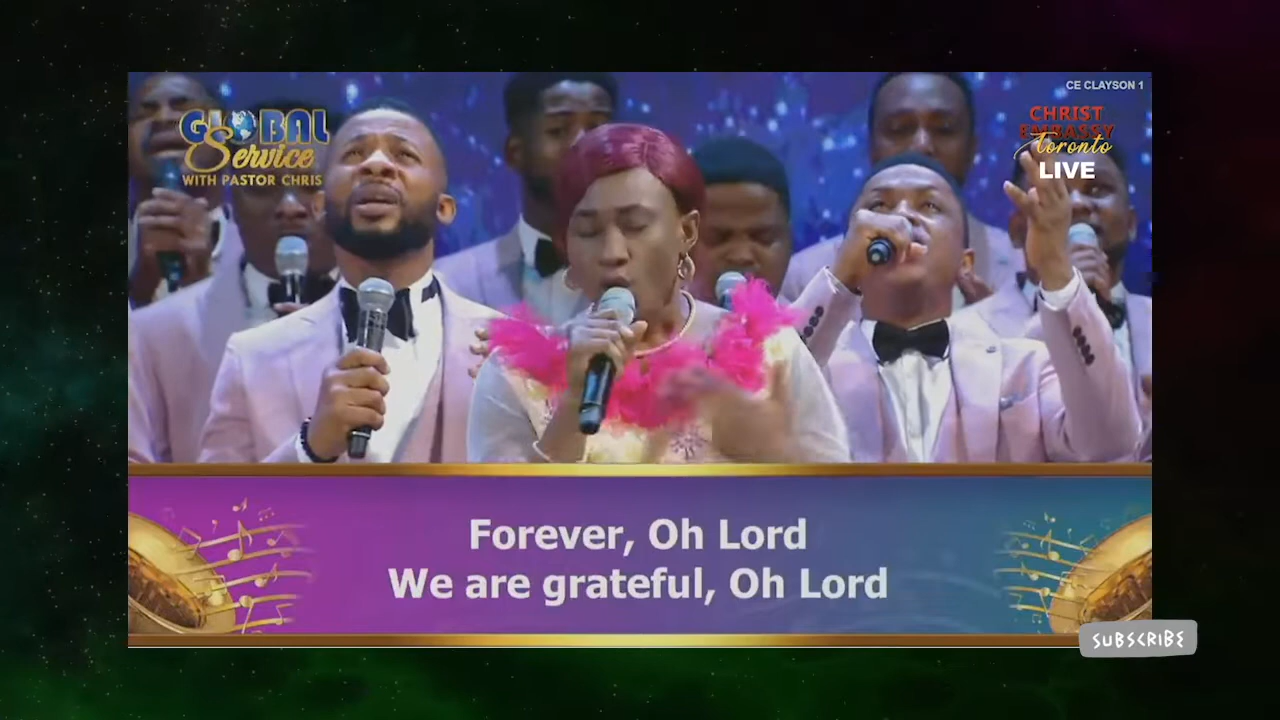 CE CLAYSON 1
GLOBAL
Service
WITH PASTOR CHRIS
CHRIST
EMBASSY
Toronto
LIVE
Forever, Oh Lord
We are grateful, Oh Lord
SUBSCRIBE